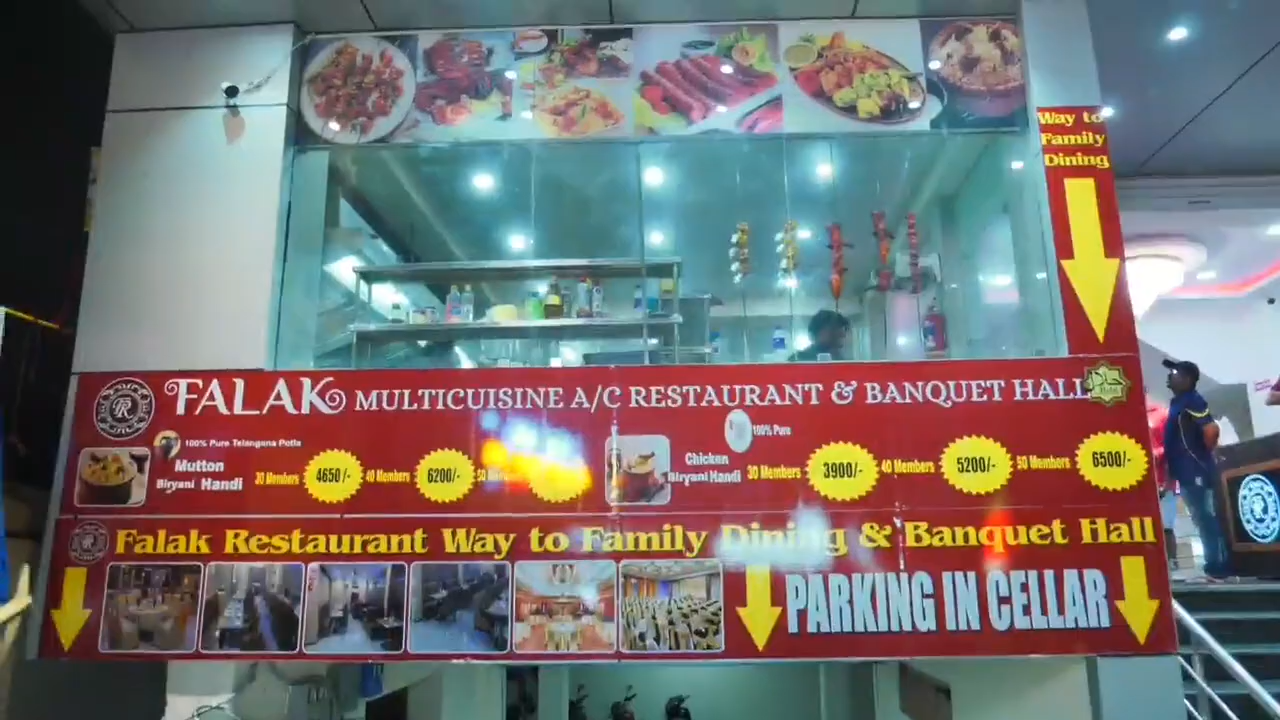 Way to
Family
Dining
FALAK MULTICUISINE A/C RESTAURANT & BANQUET HALL
100% Pure Telangana Potla
100% Pure
Mutton
Biryani Handi
30 Members 4650/- 40 Members 6200/- 50
Chicken
Biryani Handi
30 Members 3900/- 40 Members 5200/- 50 Members 6500/-
Falak Restaurant Way to Family Dining & Banquet Hall
PARKING IN CELLAR